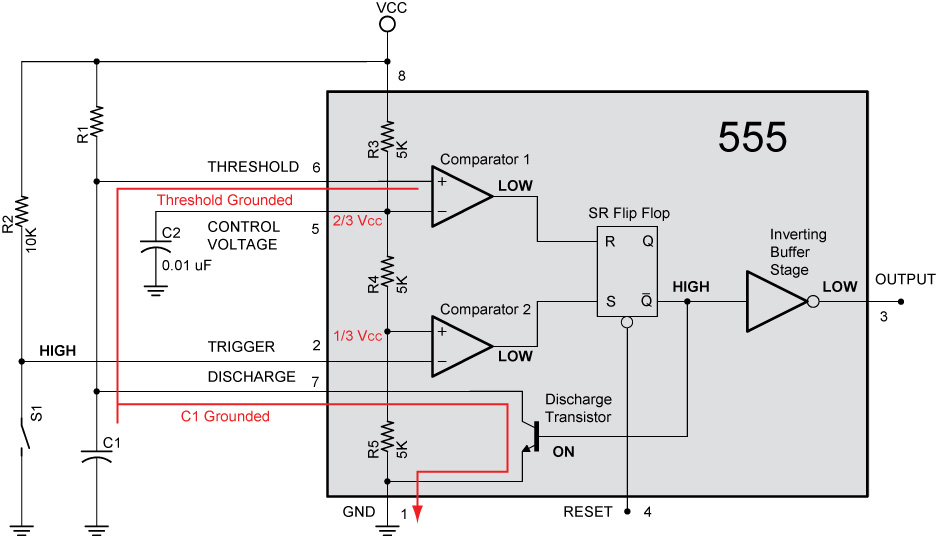 VCC
8
R1
R3
5K
555
THRESHOLD
6
Comparator 1
+
LOW
Threshold Grounded
−
2/3 Vcc
R2
10K
C2
0.01 uF
CONTROL
VOLTAGE
5
SR Flip Flop
R
Q
S
Q̅
Inverting
Buffer
Stage
R4
5K
HIGH
LOW
OUTPUT
3
Comparator 2
1/3 Vcc
+
LOW
−
HIGH
TRIGGER
2
DISCHARGE
7
C1 Grounded
Discharge
Transistor
ON
S1
C1
R5
5K
GND
1
RESET
4